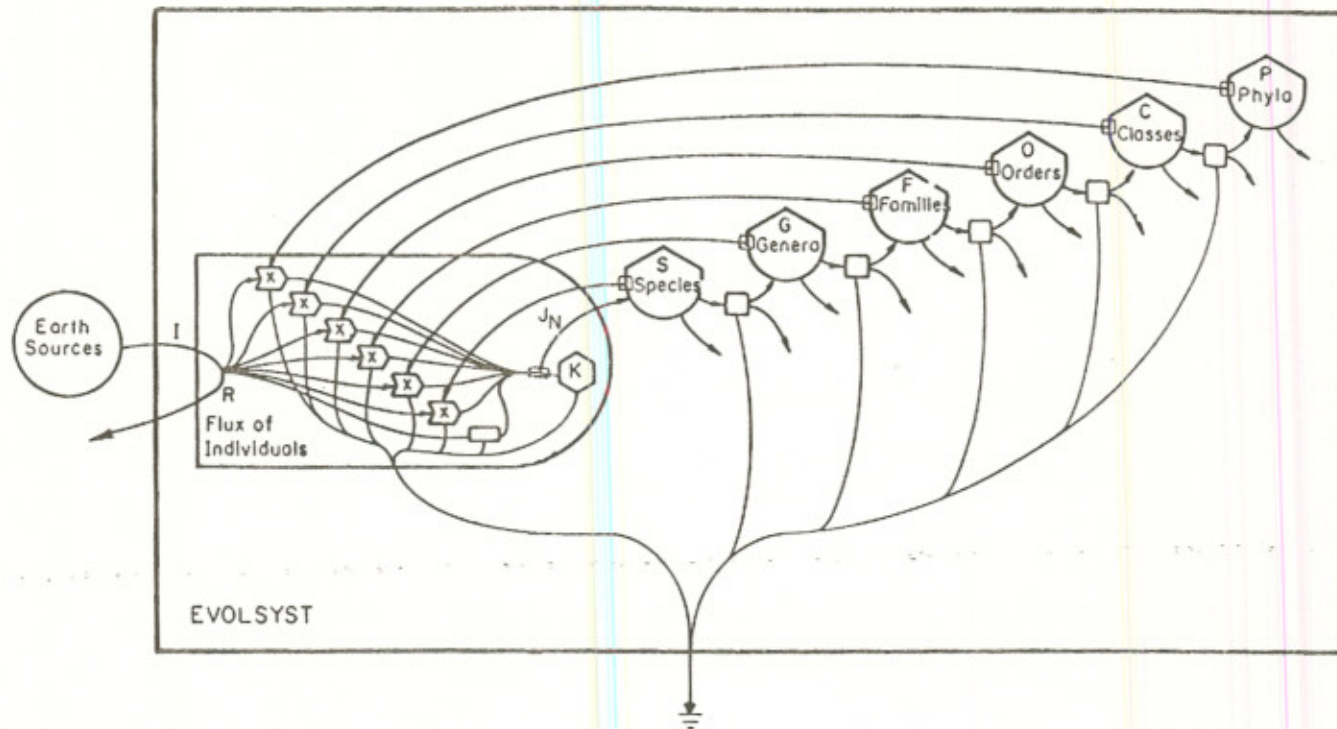 P
Phyla
C
Classes
O
Orders
F
Families
G
Genera
S
Species
Earth
Sources
I
X
X
X
X
X
X
J_N
K
R
Flux of
Individuals
EVOLSYST